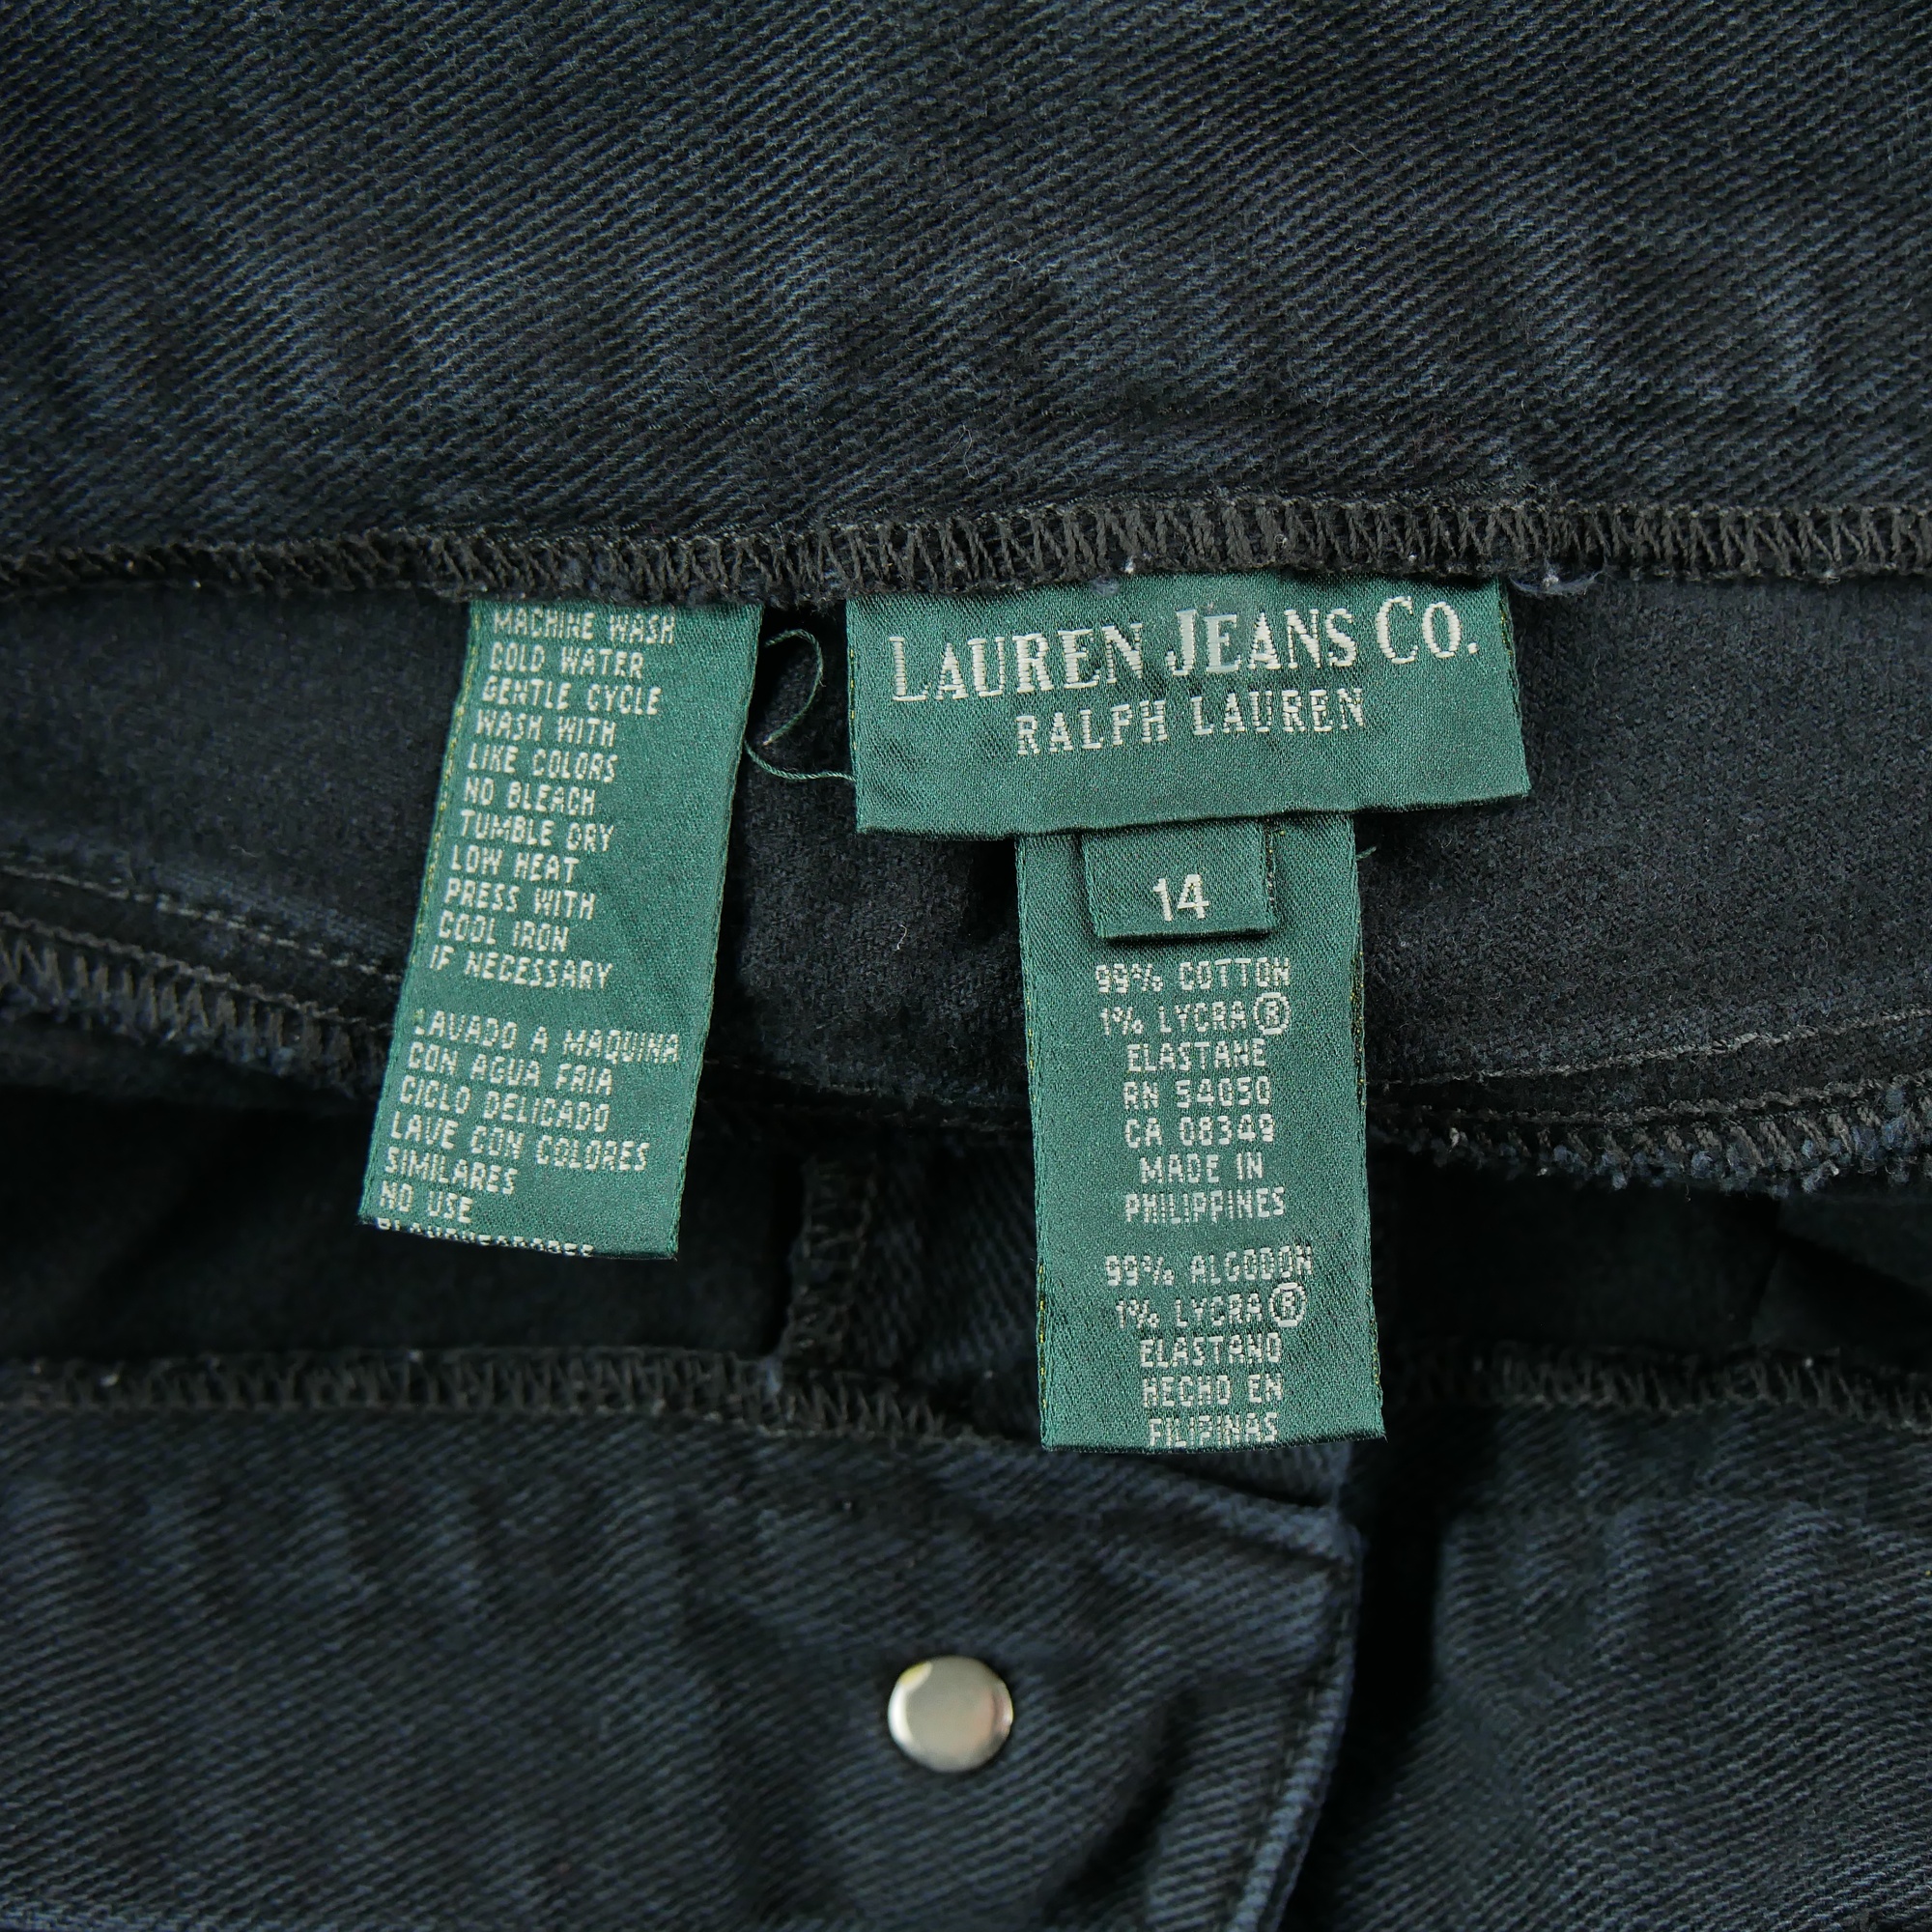 MACHINE WASH
COLD WATER
GENTLE CYCLE
WASH WITH
LIKE COLORS
NO BLEACH
TUMBLE DRY
LOW HEAT
PRESS WITH
COOL IRON
IF NECESSARY
LAVADO A MAQUINA
CON AGUA FRIA
CICLO DELICADO
LAVE CON COLORES
SIMILARES
NO USE
LAUREN JEANS CO.
RALPH LAUREN
14
99% COTTON
1% LYCRA®
ELASTANE
RN 54050
CA 08349
MADE IN
PHILIPPINES
99% ALGODON
1% LYCRA®
ELASTANO
HECHO EN
FILIPINAS